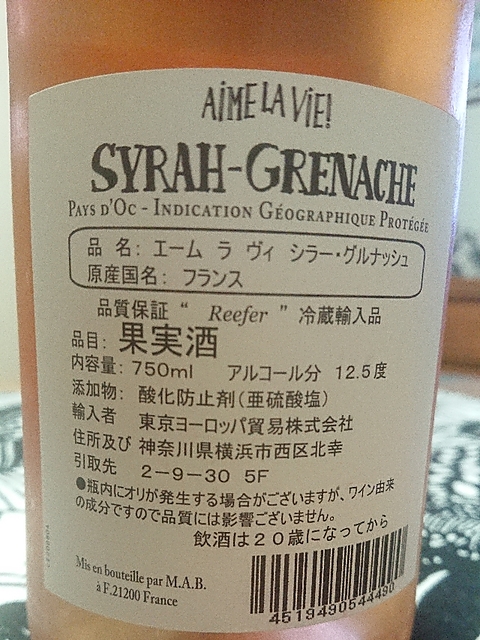 AIME LA VIE!
SYRAH-GRENACHE
PAYS D'OC - INDICATION GÉOGRAPHIQUE PROTÉGÉE
品 名: エーム ラ ヴィ シラー・グルナッシュ
原産国名: フランス
品質保証 “ Reefer ” 冷蔵輸入品
品目: 果実酒
内容量: 750ml アルコール分 12.5度
添加物: 酸化防止剤(亜硫酸塩)
輸入者 東京ヨーロッパ貿易株式会社
住所及び 神奈川県横浜市西区北幸
引取先 2-9-30 5F
●瓶内にオリが発生する場合がございますが、ワイン由来
の成分ですので品質には影響ございません。
飲酒は20歳になってから
Mis en bouteille par M.A.B.
à F.21200 France
4519490544490